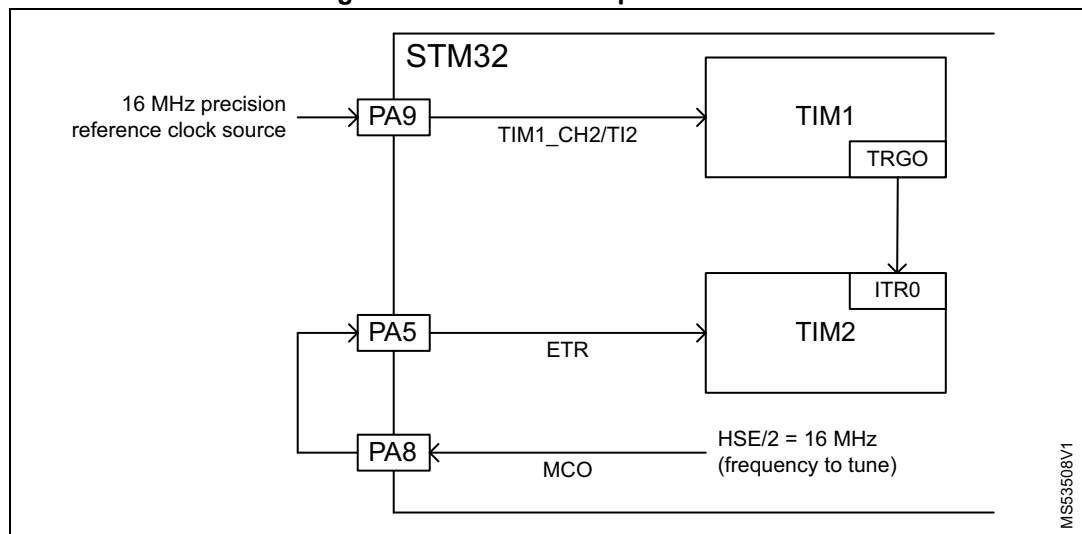 STM32
16 MHz precision
reference clock source
PA9
TIM1_CH2/TI2
TIM1
TRGO
ITR0
TIM2
PA5
ETR
PA8
MCO
HSE/2 = 16 MHz
(frequency to tune)
MS53508V1